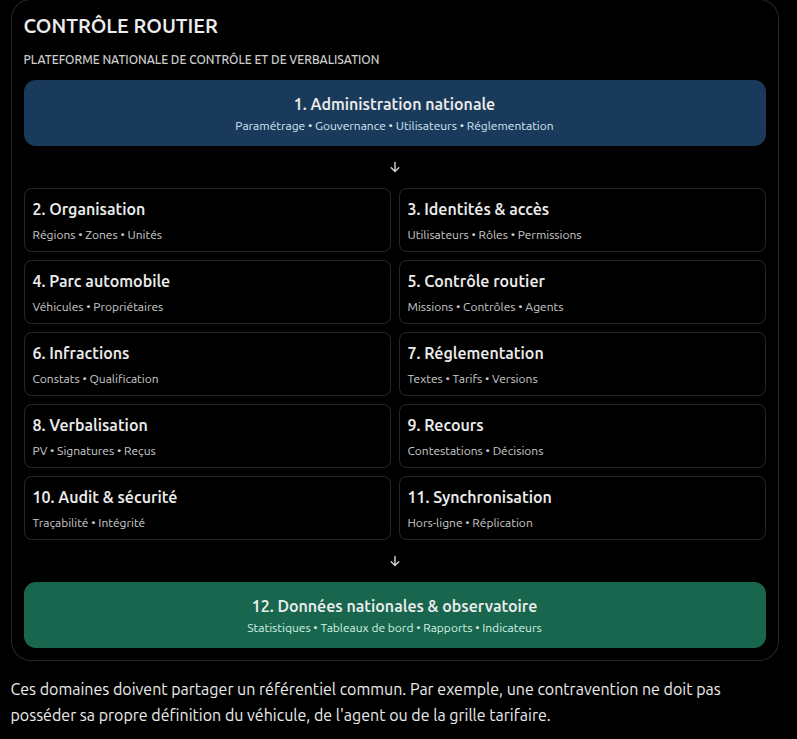 CONTRÔLE ROUTIER
PLATEFORME NATIONALE DE CONTRÔLE ET DE VERBALISATION
1. Administration nationale
Paramétrage • Gouvernance • Utilisateurs • Réglementation
↓
2. Organisation
Régions • Zones • Unités
3. Identités & accès
Utilisateurs • Rôles • Permissions
4. Parc automobile
Véhicules • Propriétaires
5. Contrôle routier
Missions • Contrôles • Agents
6. Infractions
Constats • Qualification
7. Réglementation
Textes • Tarifs • Versions
8. Verbalisation
PV • Signatures • Reçus
9. Recours
Contestations • Décisions
10. Audit & sécurité
Traçabilité • Intégrité
11. Synchronisation
Hors-ligne • Réplication
↓
12. Données nationales & observatoire
Statistiques • Tableaux de bord • Rapports • Indicateurs
Ces domaines doivent partager un référentiel commun. Par exemple, une contravention ne doit pas
posséder sa propre définition du véhicule, de l'agent ou de la grille tarifaire.